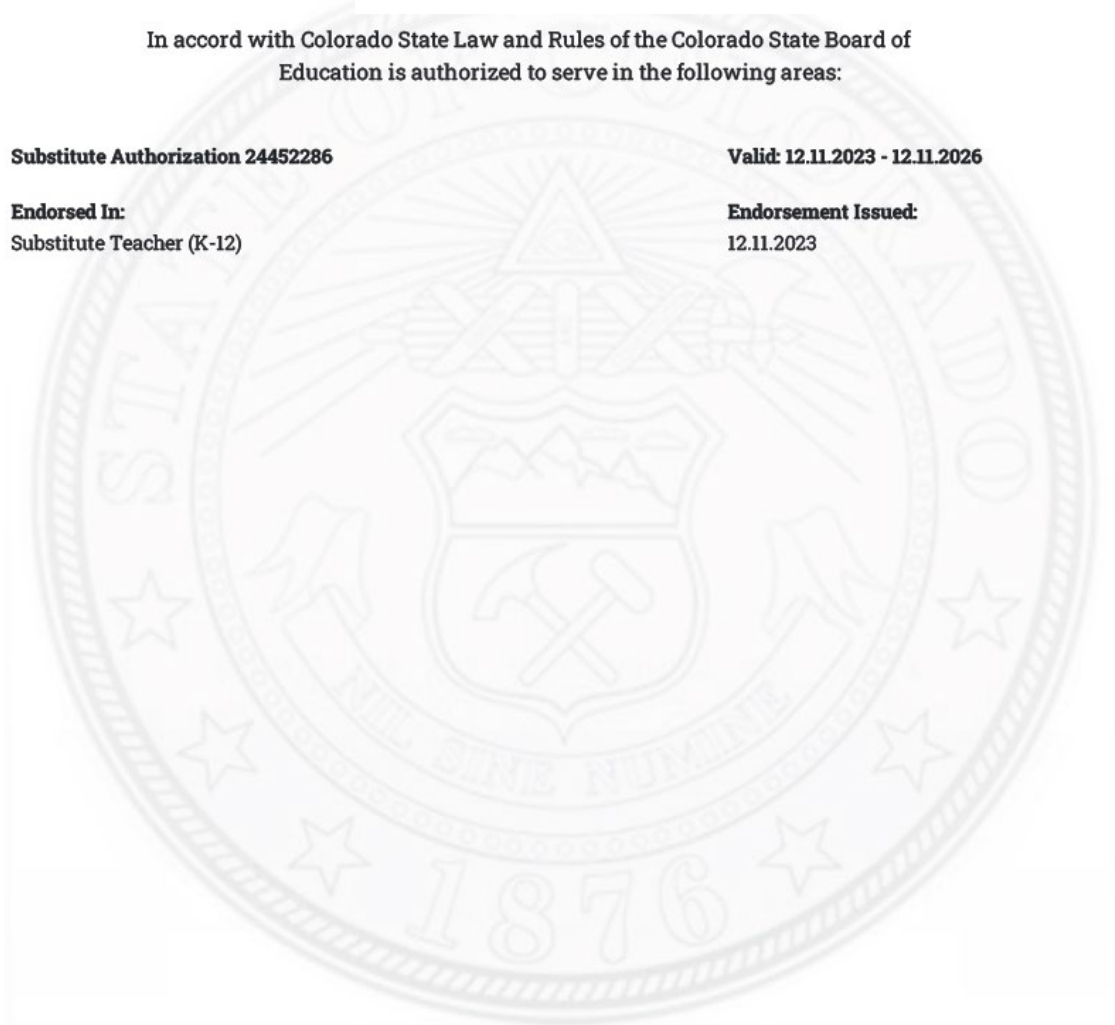 In accord with Colorado State Law and Rules of the Colorado State Board of
Education is authorized to serve in the following areas:
Substitute Authorization 24452286
Valid: 12.11.2023 - 12.11.2026
Endorsed In:
Endorsement Issued:
Substitute Teacher (K-12)
12.11.2023
STATE OF COLORADO
NIL SINE NUMINE
1876